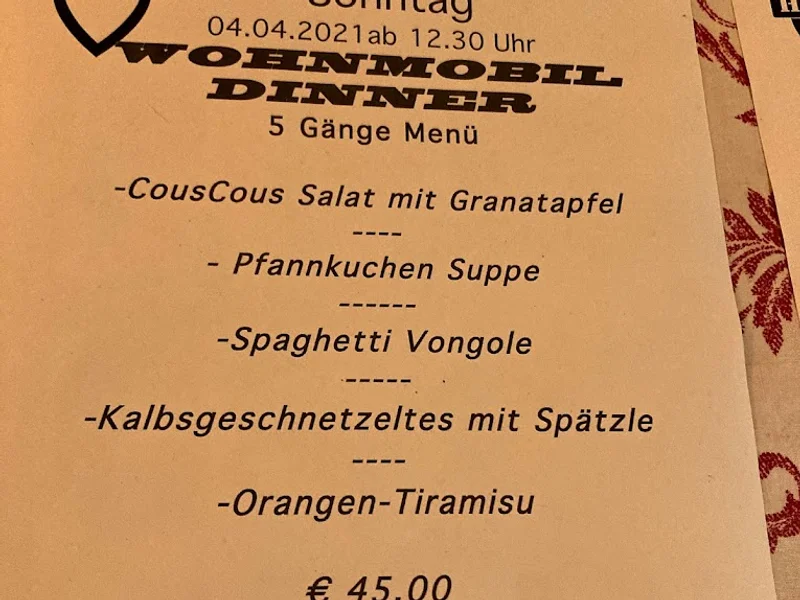 Sonntag
04.04.2021ab 12.30 Uhr
WOHNMOBIL
DINNER
5 Gänge Menü
-CousCous Salat mit Granatapfel
----
- Pfannkuchen Suppe
------
-Spaghetti Vongole
-----
-Kalbsgeschnetzeltes mit Spätzle
----
-Orangen-Tiramisu
€ 45.00